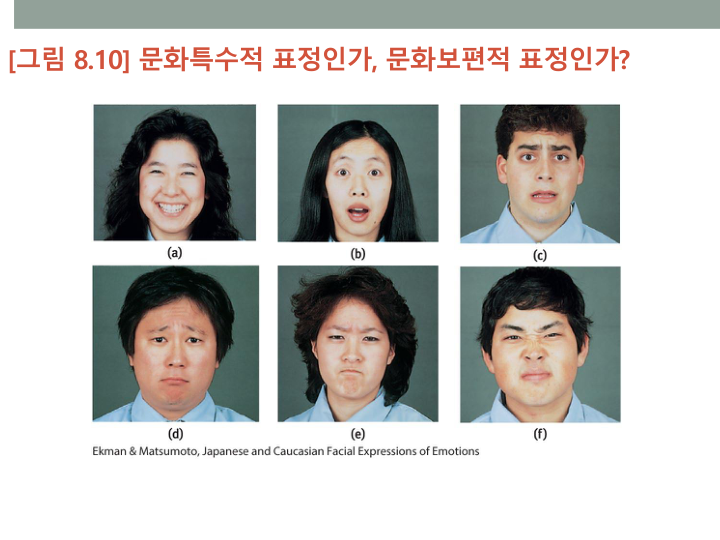 [그림 8.10] 문화특수적 표정인가, 문화보편적 표정인가?
(a)
(b)
(c)
(d)
(e)
(f)
Ekman & Matsumoto, Japanese and Caucasian Facial Expressions of Emotions